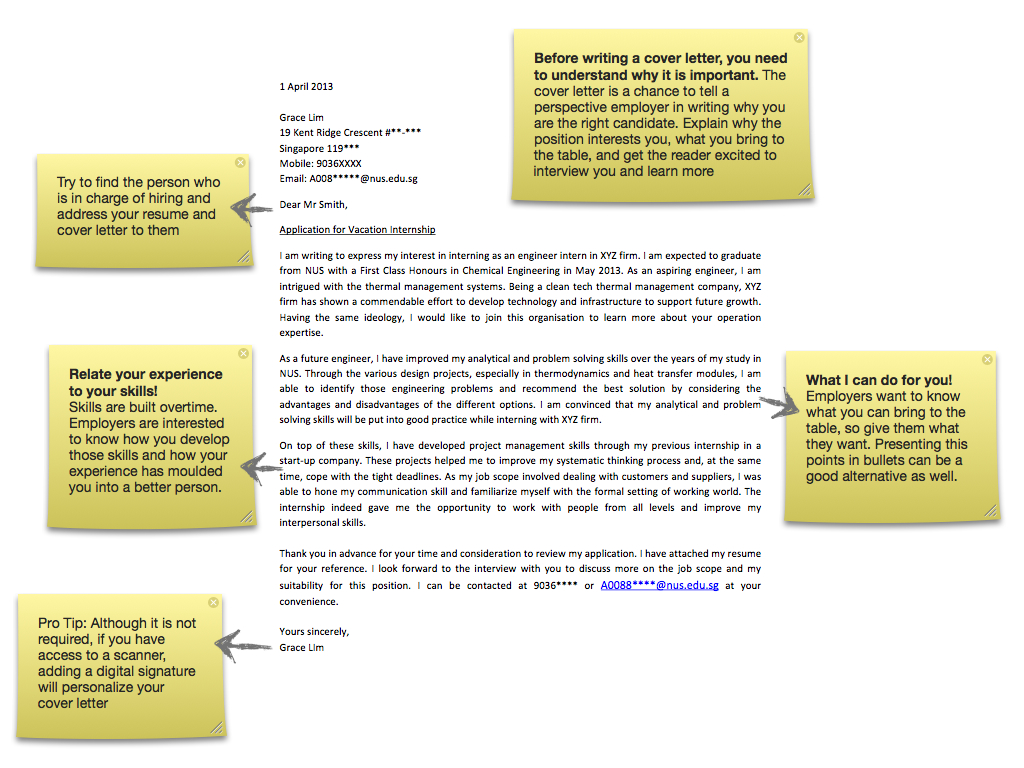 Before writing a cover letter, you need
to understand why it is important. The
cover letter is a chance to tell a
perspective employer in writing why you
are the right candidate. Explain why the
position interests you, what you bring to
the table, and get the reader excited to
interview you and learn more
1 April 2013
Grace Lim
19 Kent Ridge Crescent #**-***
Singapore 119***
Mobile: 9036XXXX
Email: A008*****@nus.edu.sg
Try to find the person who
is in charge of hiring and
address your resume and
cover letter to them
Dear Mr Smith,
Application for Vacation Internship
I am writing to express my interest in interning as an engineer intern in XYZ firm. I am expected to graduate
from NUS with a First Class Honours in Chemical Engineering in May 2013. As an aspiring engineer, I am
intrigued with the thermal management systems. Being a clean tech thermal management company, XYZ
firm has shown a commendable effort to develop technology and infrastructure to support future growth.
Having the same ideology, I would like to join this organisation to learn more about your operation
expertise.
As a future engineer, I have improved my analytical and problem solving skills over the years of my study in
NUS. Through the various design projects, especially in thermodynamics and heat transfer modules, I am
able to identify those engineering problems and recommend the best solution by considering the
advantages and disadvantages of the different options. I am convinced that my analytical and problem
solving skills will be put into good practice while interning with XYZ firm.
What I can do for you!
Employers want to know
what you can bring to the
table, so give them what
they want. Presenting this
points in bullets can be a
good alternative as well.
Relate your experience
to your skills!
Skills are built overtime.
Employers are interested
to know how you develop
those skills and how your
experience has moulded
you into a better person.
On top of these skills, I have developed project management skills through my previous internship in a
start-up company. These projects helped me to improve my systematic thinking process and, at the same
time, cope with the tight deadlines. As my job scope involved dealing with customers and suppliers, I was
able to hone my communication skill and familiarize myself with the formal setting of working world. The
internship indeed gave me the opportunity to work with people from all levels and improve my
interpersonal skills.
Thank you in advance for your time and consideration to review my application. I have attached my resume
for your reference. I look forward to the interview with you to discuss more on the job scope and my
suitability for this position. I can be contacted at 9036**** or A0088****@nus.edu.sg at your
convenience.
Yours sincerely,
Grace Lim
Pro Tip: Although it is not
required, if you have
access to a scanner,
adding a digital signature
will personalize your
cover letter